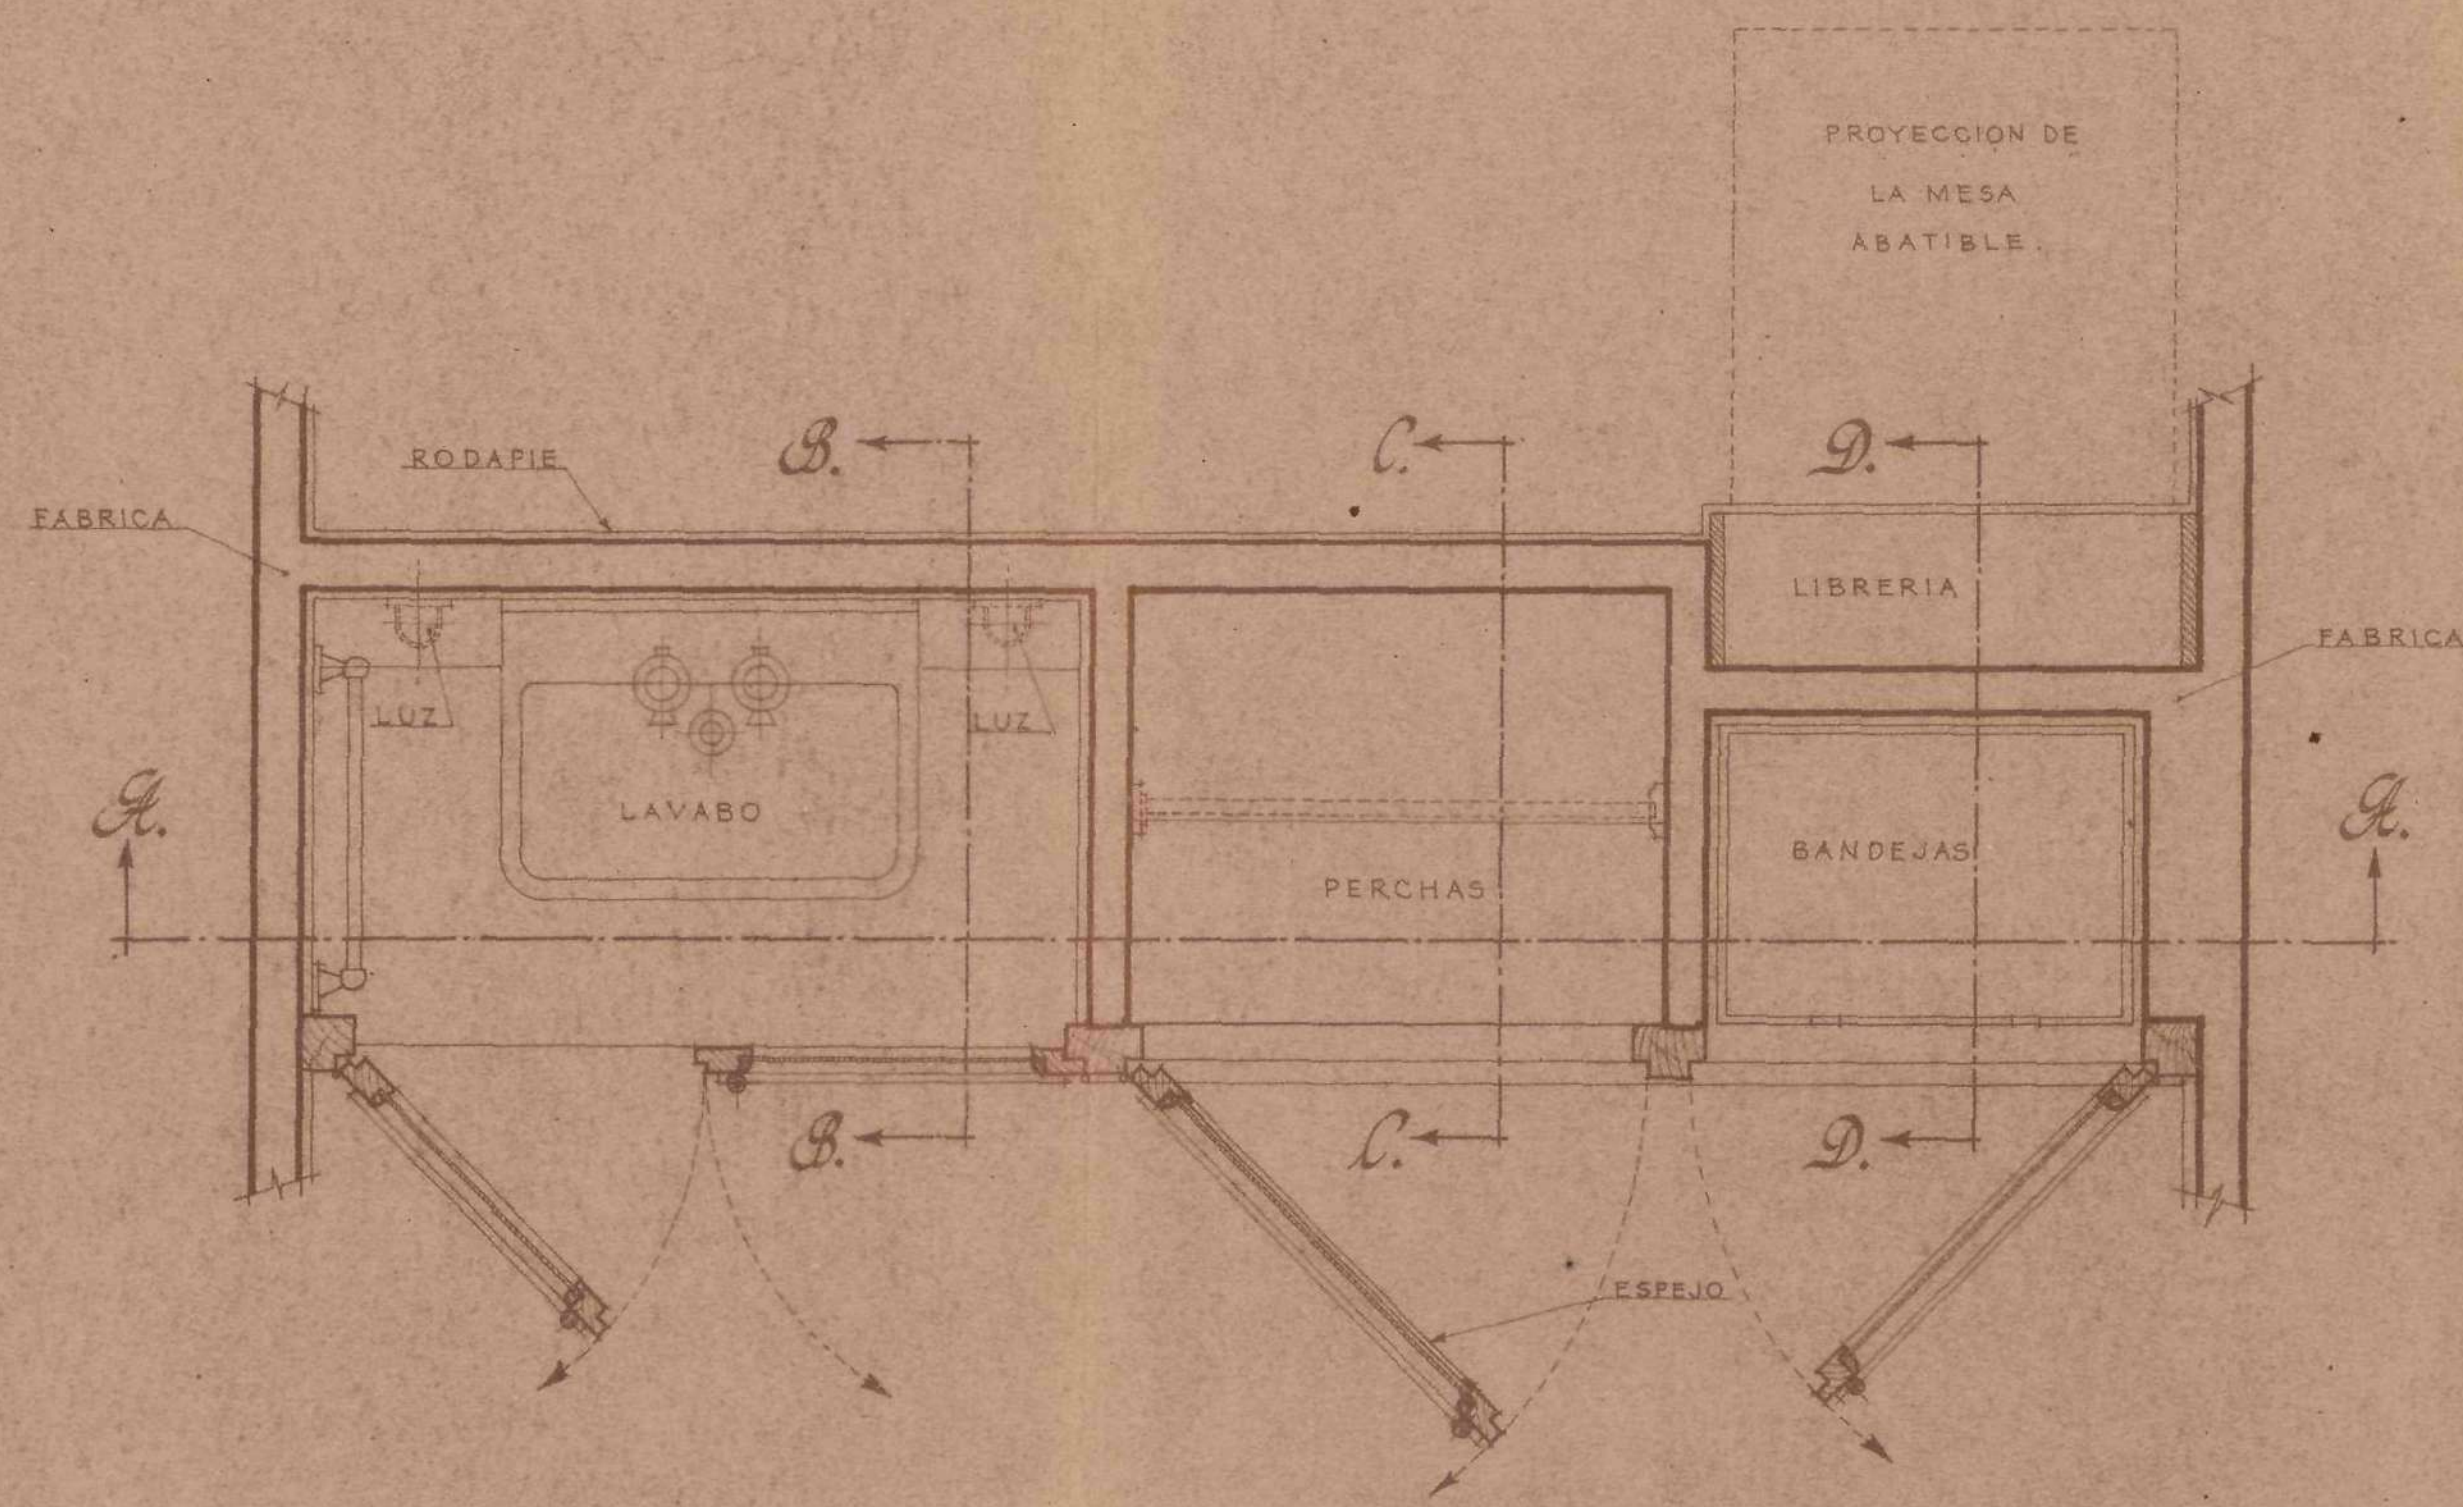 PROYECCION DE
LA MESA
ABATIBLE.
RODAPIE
B.
C.
D.
FABRICA
LIBRERIA
FABRICA
LUZ
LUZ
LAVABO
A.
A.
BANDEJAS
PERCHAS
B.
C.
D.
ESPEJO